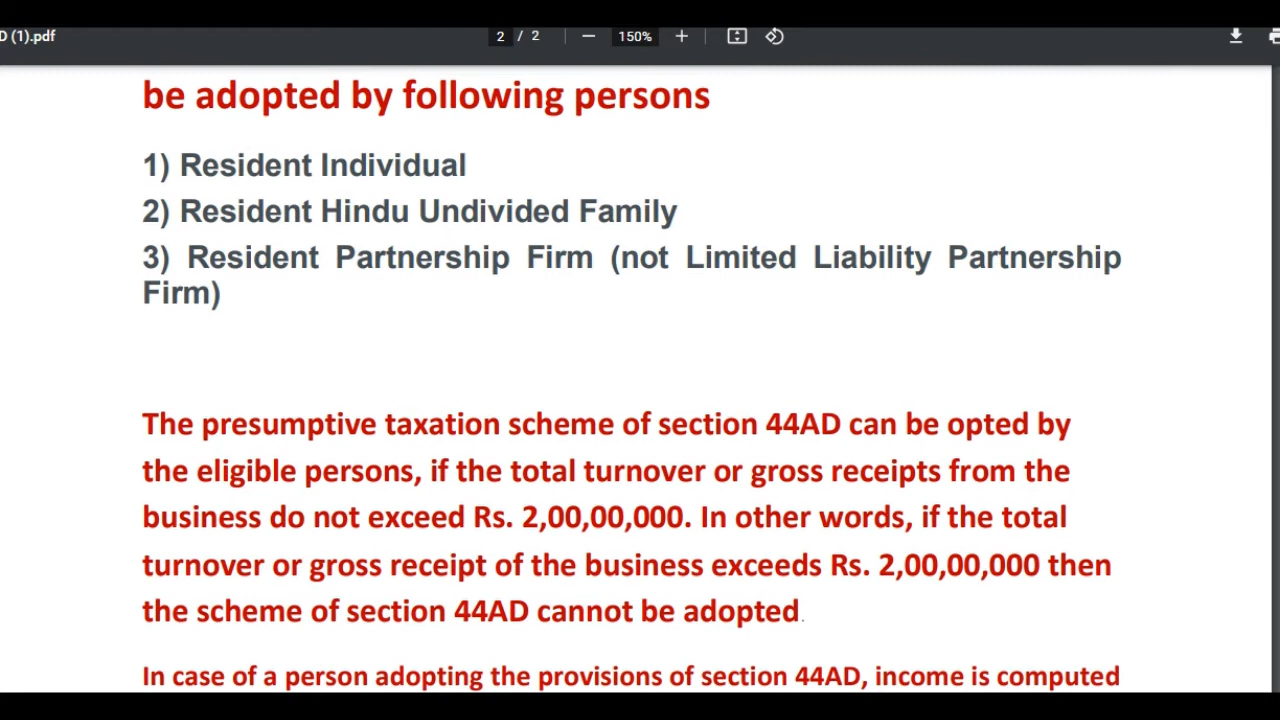 D (1).pdf
2 / 2
150%
be adopted by following persons
1) Resident Individual
2) Resident Hindu Undivided Family
3) Resident Partnership Firm (not Limited Liability Partnership
Firm)
The presumptive taxation scheme of section 44AD can be opted by
the eligible persons, if the total turnover or gross receipts from the
business do not exceed Rs. 2,00,00,000. In other words, if the total
turnover or gross receipt of the business exceeds Rs. 2,00,00,000 then
the scheme of section 44AD cannot be adopted.
In case of a person adopting the provisions of section 44AD, income is computed